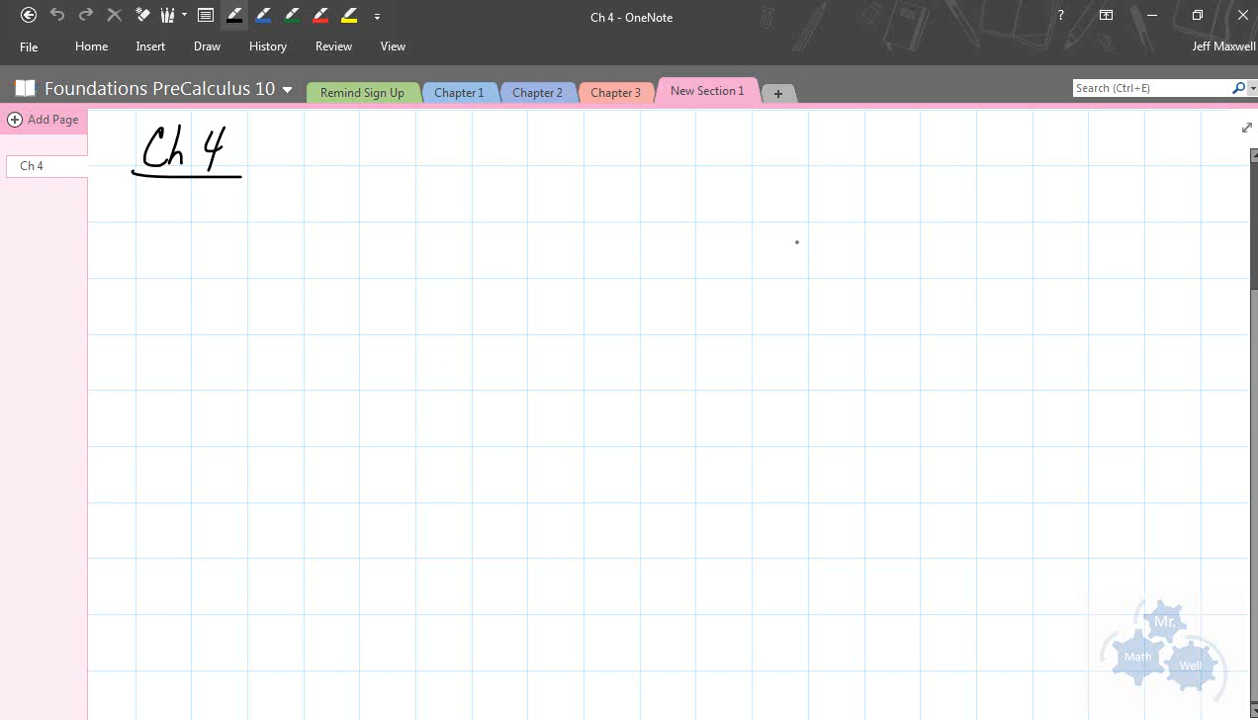 Ch 4 - OneNote
?
File
Home
Insert
Draw
History
Review
View
Jeff Maxwell
Foundations PreCalculus 10
Remind Sign Up
Chapter 1
Chapter 2
Chapter 3
New Section 1
+
Search (Ctrl+E)
Add Page
Ch 4
Ch 4
Mr.
Math
Well